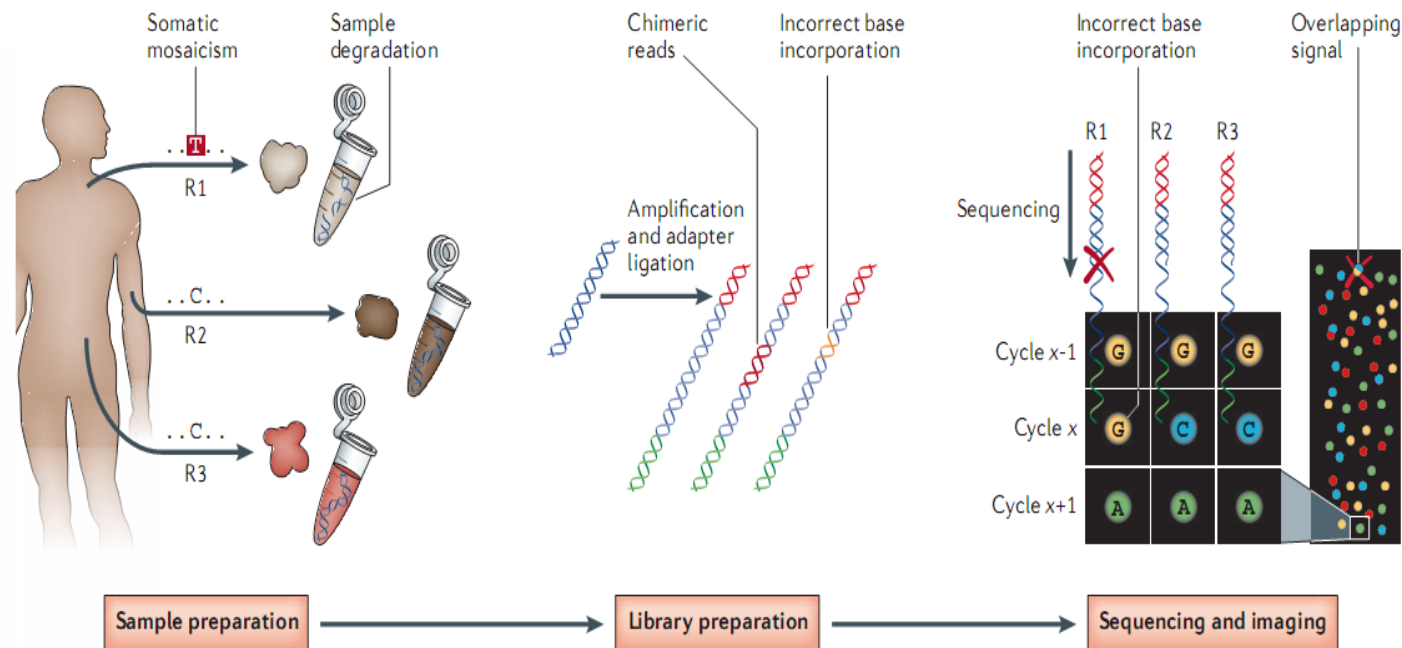 Somatic
mosaicism
Sample
degradation
Chimeric
reads
Incorrect base
incorporation
Incorrect base
incorporation
Overlapping
signal
. . T . .
R1
. . C . .
R2
. . C . .
R3
Amplification
and adapter
ligation
R1 R2 R3
Sequencing
Cycle x-1 G G G
Cycle x G C C
Cycle x+1 A A A
Sample preparation
Library preparation
Sequencing and imaging